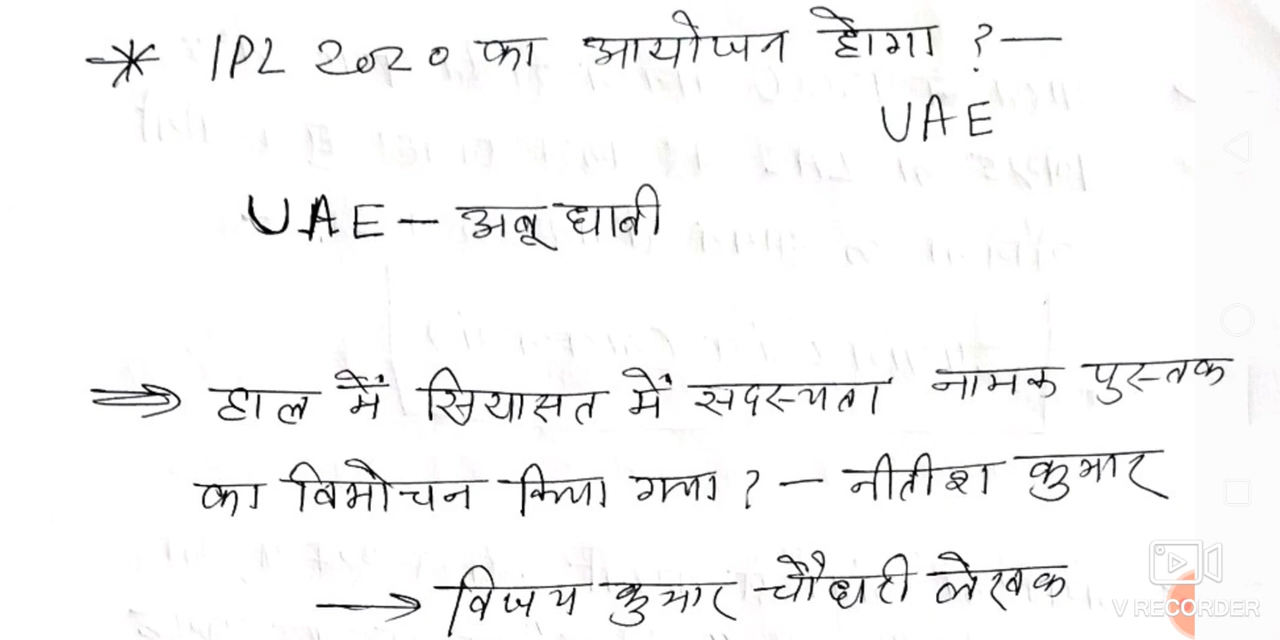 * IPL 2020 का आयोजन होगा ? —
UAE
UAE — अबू धाबी
⇒ हाल में सियासत में सदस्यता नामक पुस्तक
का विमोचन किया गया ? — नीतीश कुमार
→ विजय कुमार चौधरी लेखक
V RECORDER